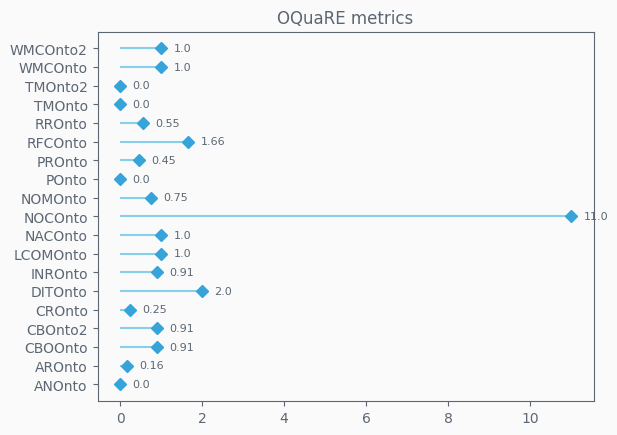 OQuaRE metrics
WMCOnto2 1.0
WMCOnto 1.0
TMOnto2 0.0
TMOnto 0.0
RROnto 0.55
RFCOnto 1.66
PROnto 0.45
POnto 0.0
NOMOnto 0.75
NOCOnto 11.0
NACOnto 1.0
LCOMOnto 1.0
INROnto 0.91
DITOnto 2.0
CROnto 0.25
CBOnto2 0.91
CBOOnto 0.91
AROnto 0.16
ANOnto 0.0
0 2 4 6 8 10